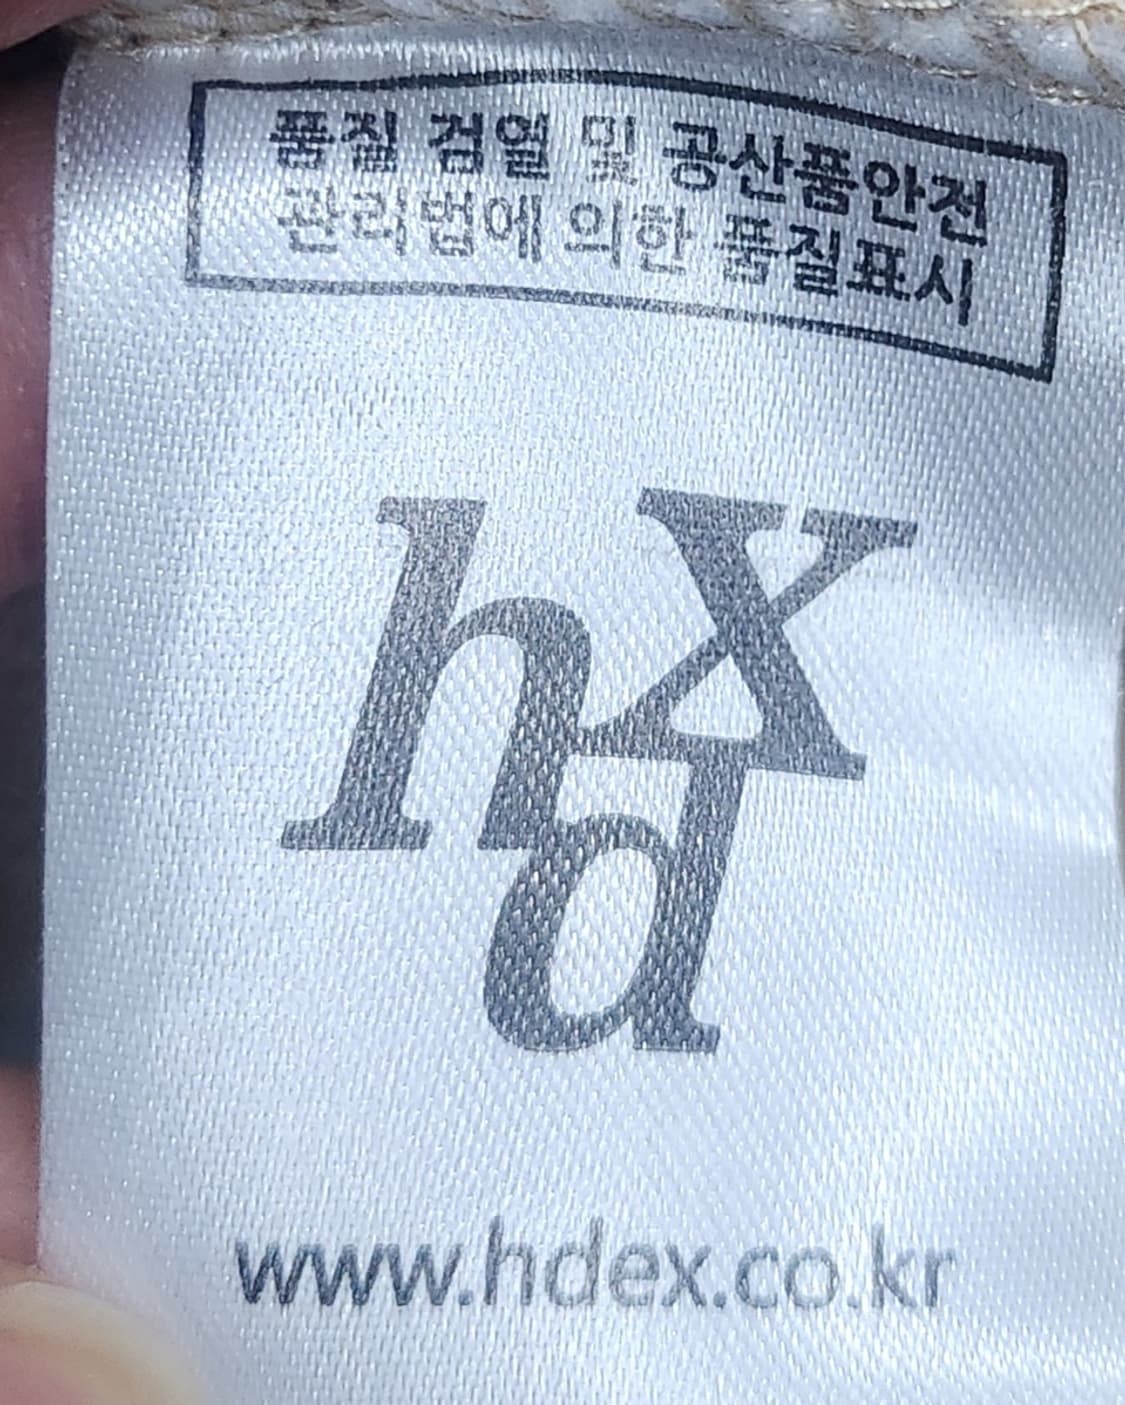 품질 검열 및 공산품안전
관리법에 의한 품질표시
h x
d
www.hdex.co.kr